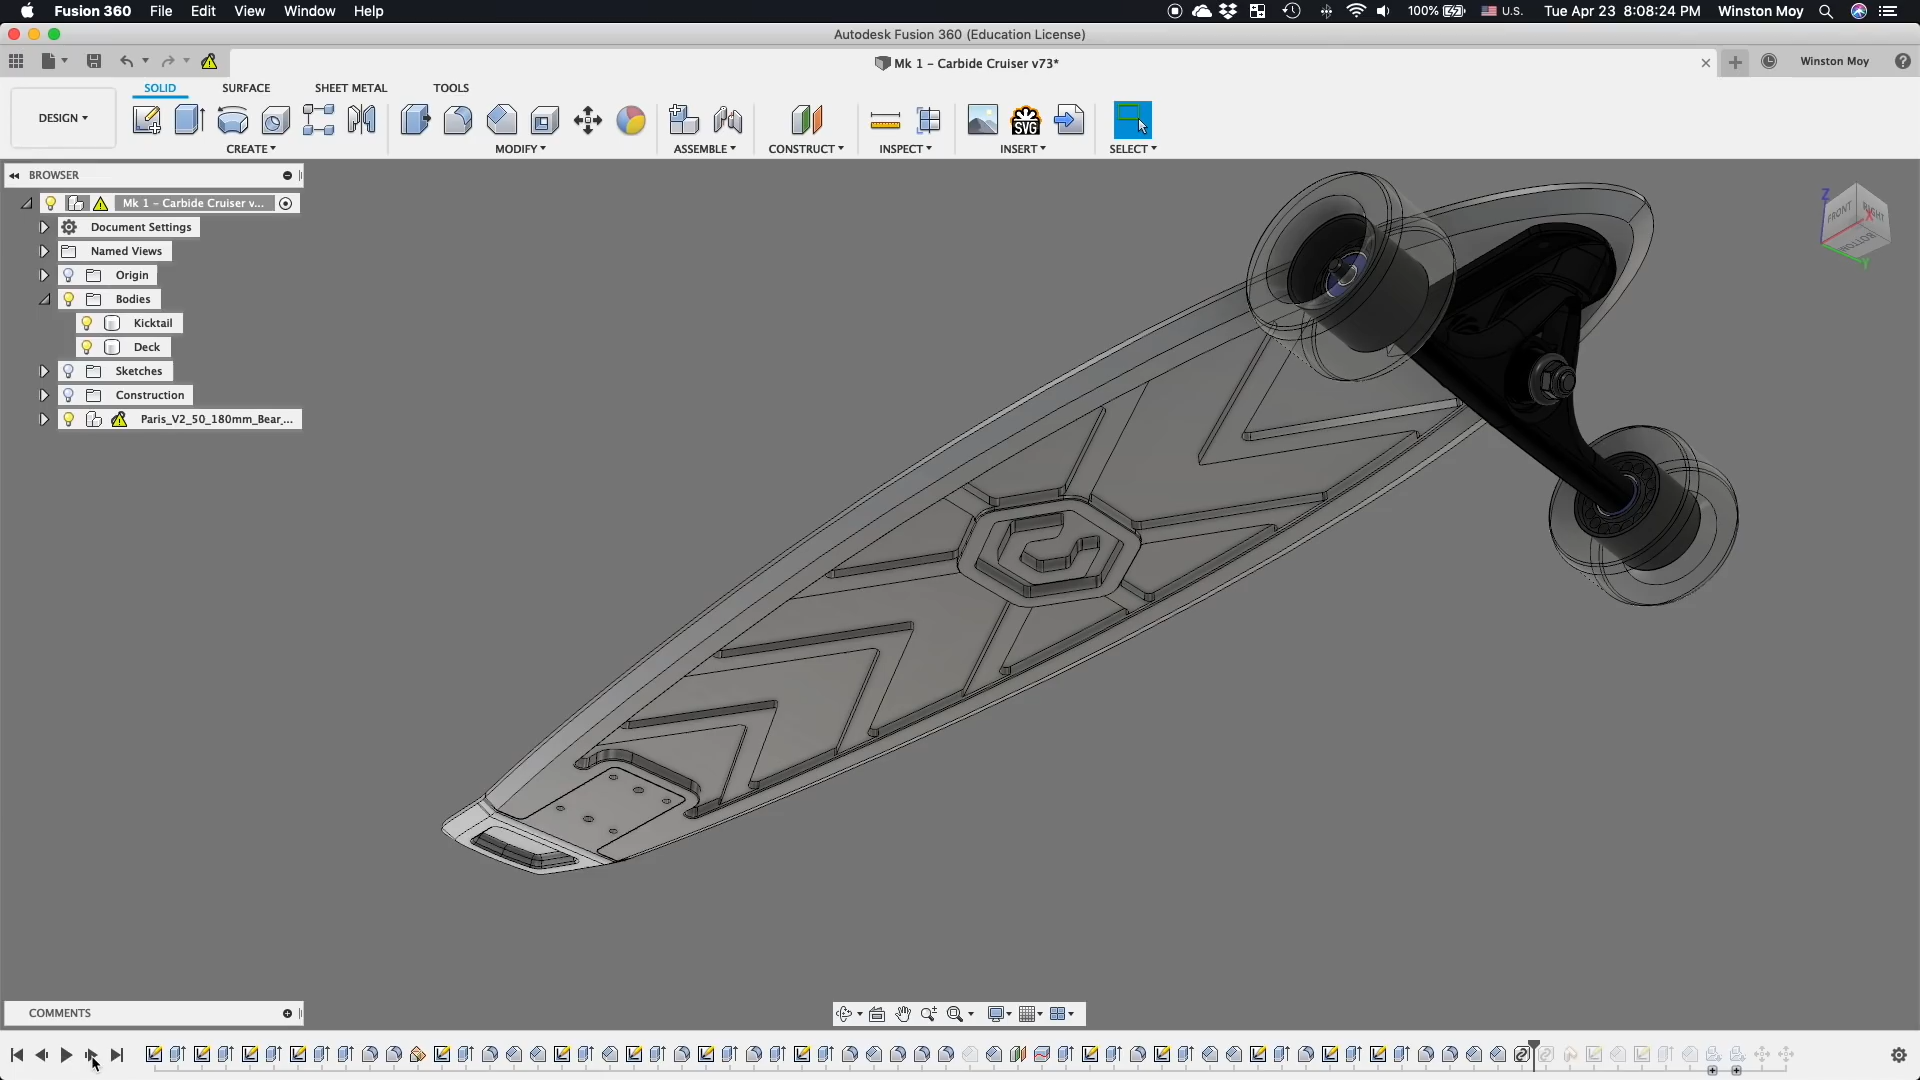 Fusion 360 File Edit View Window Help 100% U.S. Tue Apr 23 8:08:24 PM Winston Moy
Autodesk Fusion 360 (Education License)
Mk 1 – Carbide Cruiser v73* Winston Moy
SOLID SURFACE SHEET METAL TOOLS
DESIGN
SVG
CREATE MODIFY ASSEMBLE CONSTRUCT INSPECT INSERT SELECT
BROWSER
Mk 1 – Carbide Cruiser v...
Document Settings
Named Views
Origin
Bodies
Kicktail
Deck
Sketches
Construction
Paris_V2_50_180mm_Bear_...
Z
FRONT RIGHT
X
BOTTOM
Y
COMMENTS